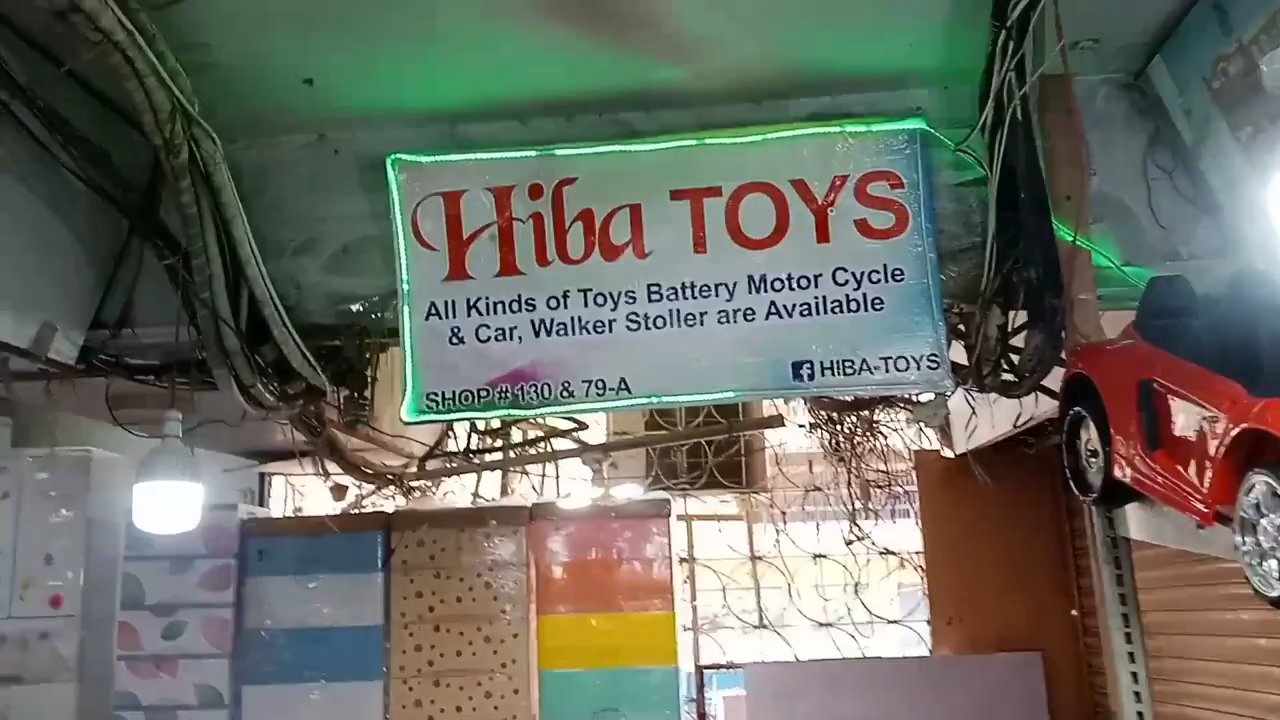 Hiba TOYS
All Kinds of Toys Battery Motor Cycle
& Car, Walker Stoller are Available
HIBA-TOYS
SHOP # 130 & 79-A